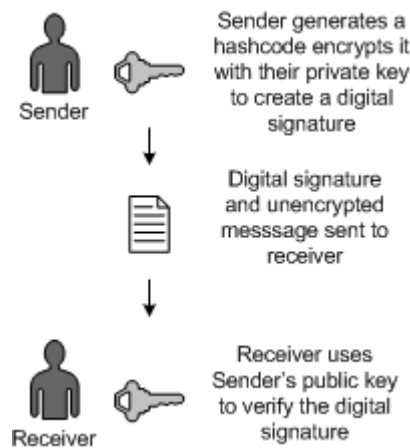 Sender generates a
hashcode encrypts it
with their private key
to create a digital
signature
Sender
Digital signature
and unencrypted
messsage sent to
receiver
Receiver uses
Sender's public key
to verify the digital
signature
Receiver